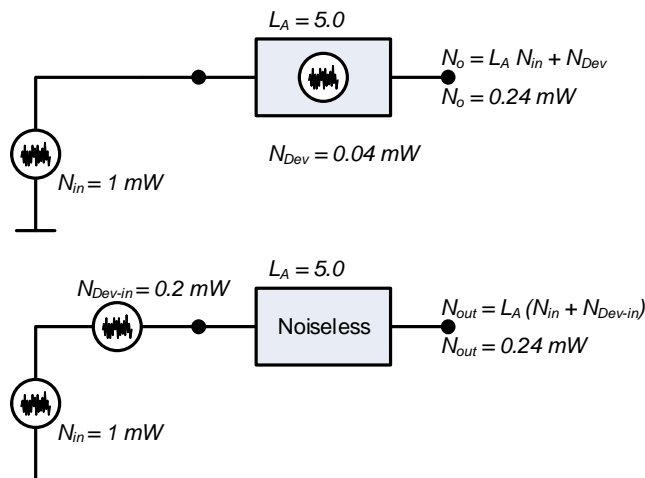 L_A = 5.0
N_o = L_A N_in + N_Dev
N_o = 0.24 mW
N_Dev = 0.04 mW
N_in = 1 mW
L_A = 5.0
N_Dev-in = 0.2 mW
Noiseless
N_out = L_A (N_in + N_Dev-in)
N_out = 0.24 mW
N_in = 1 mW